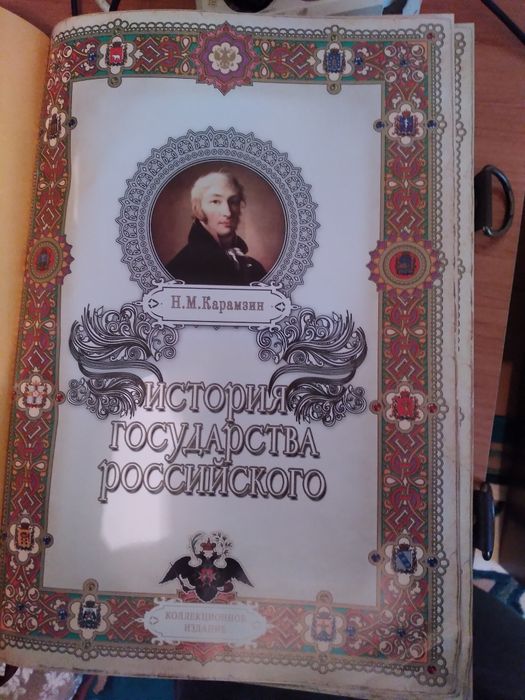 Н.М.Карамзин
ИСТОРИЯ
ГОСУДАРСТВА
РОССИЙСКОГО
КОЛЛЕКЦИОННОЕ
ИЗДАНИЕ